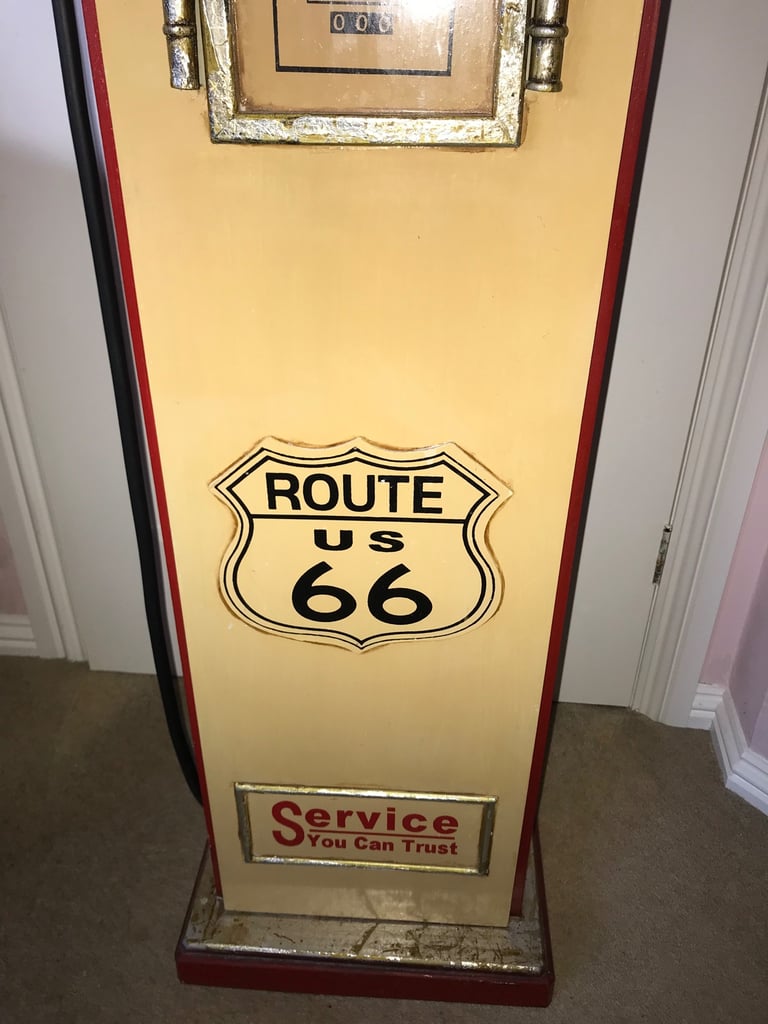 000
ROUTE
US
66
Service
You Can Trust